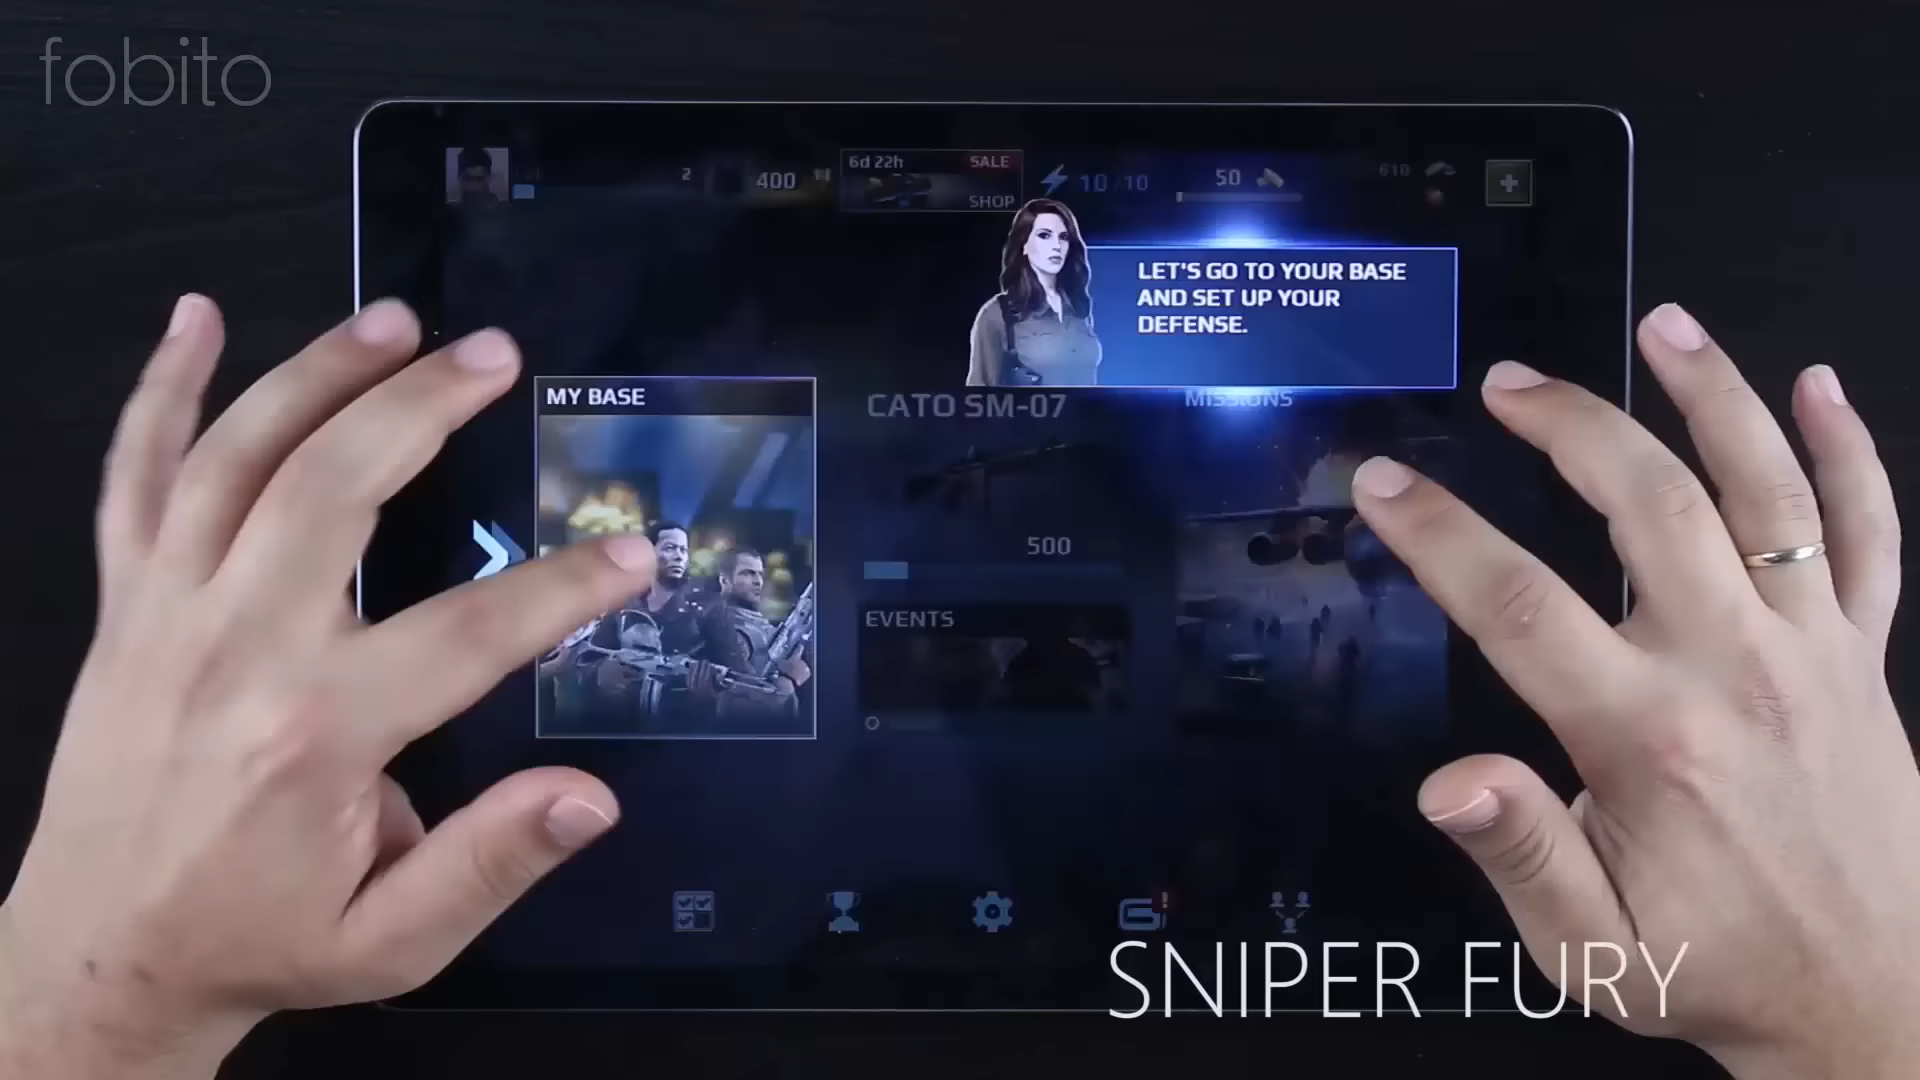 fobito
2
400
6d 22h
SALE
SHOP
10/10
50
610
LET'S GO TO YOUR BASE
AND SET UP YOUR
DEFENSE.
MY BASE
CATO SM-07
MISSIONS
500
EVENTS
SNIPER FURY